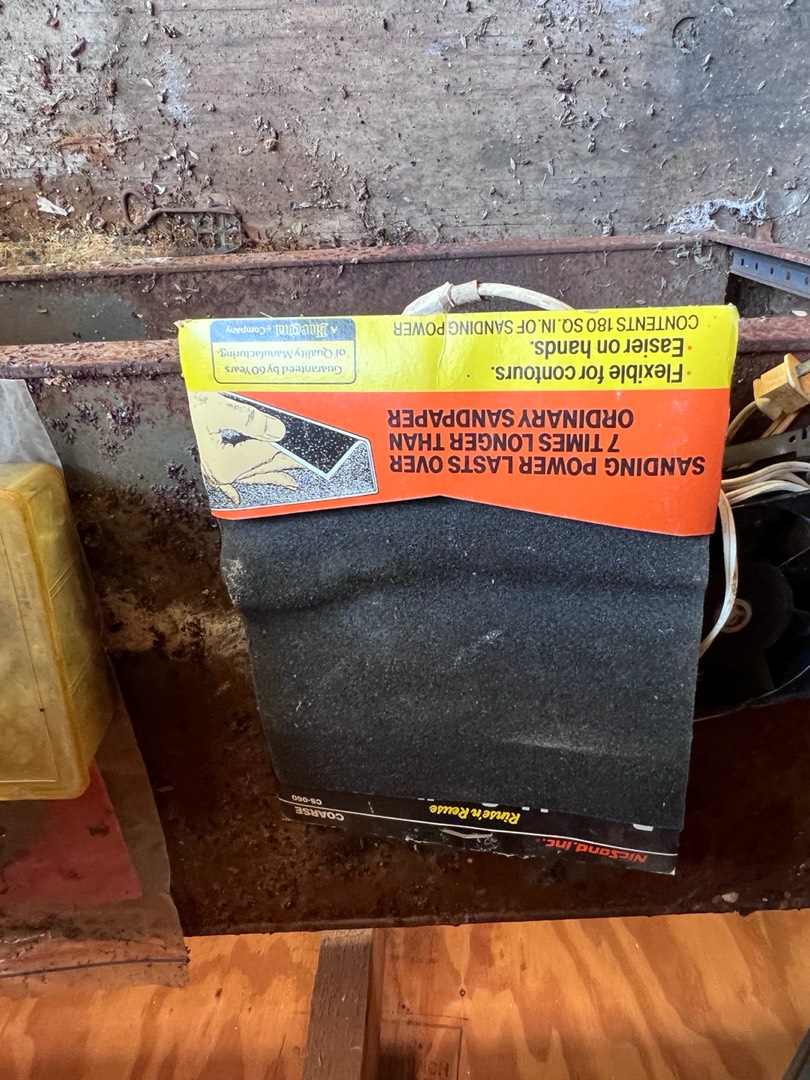 NicSand, Inc.
Rinse 'n Reuse
COARSE
CS-060
SANDING POWER LASTS OVER
7 TIMES LONGER THAN
ORDINARY SANDPAPER
• Flexible for contours.
• Easier on hands.
CONTENTS 180 SQ. IN. OF SANDING POWER
Guaranteed by 60 Years
of Quality Manufacturing.
Company